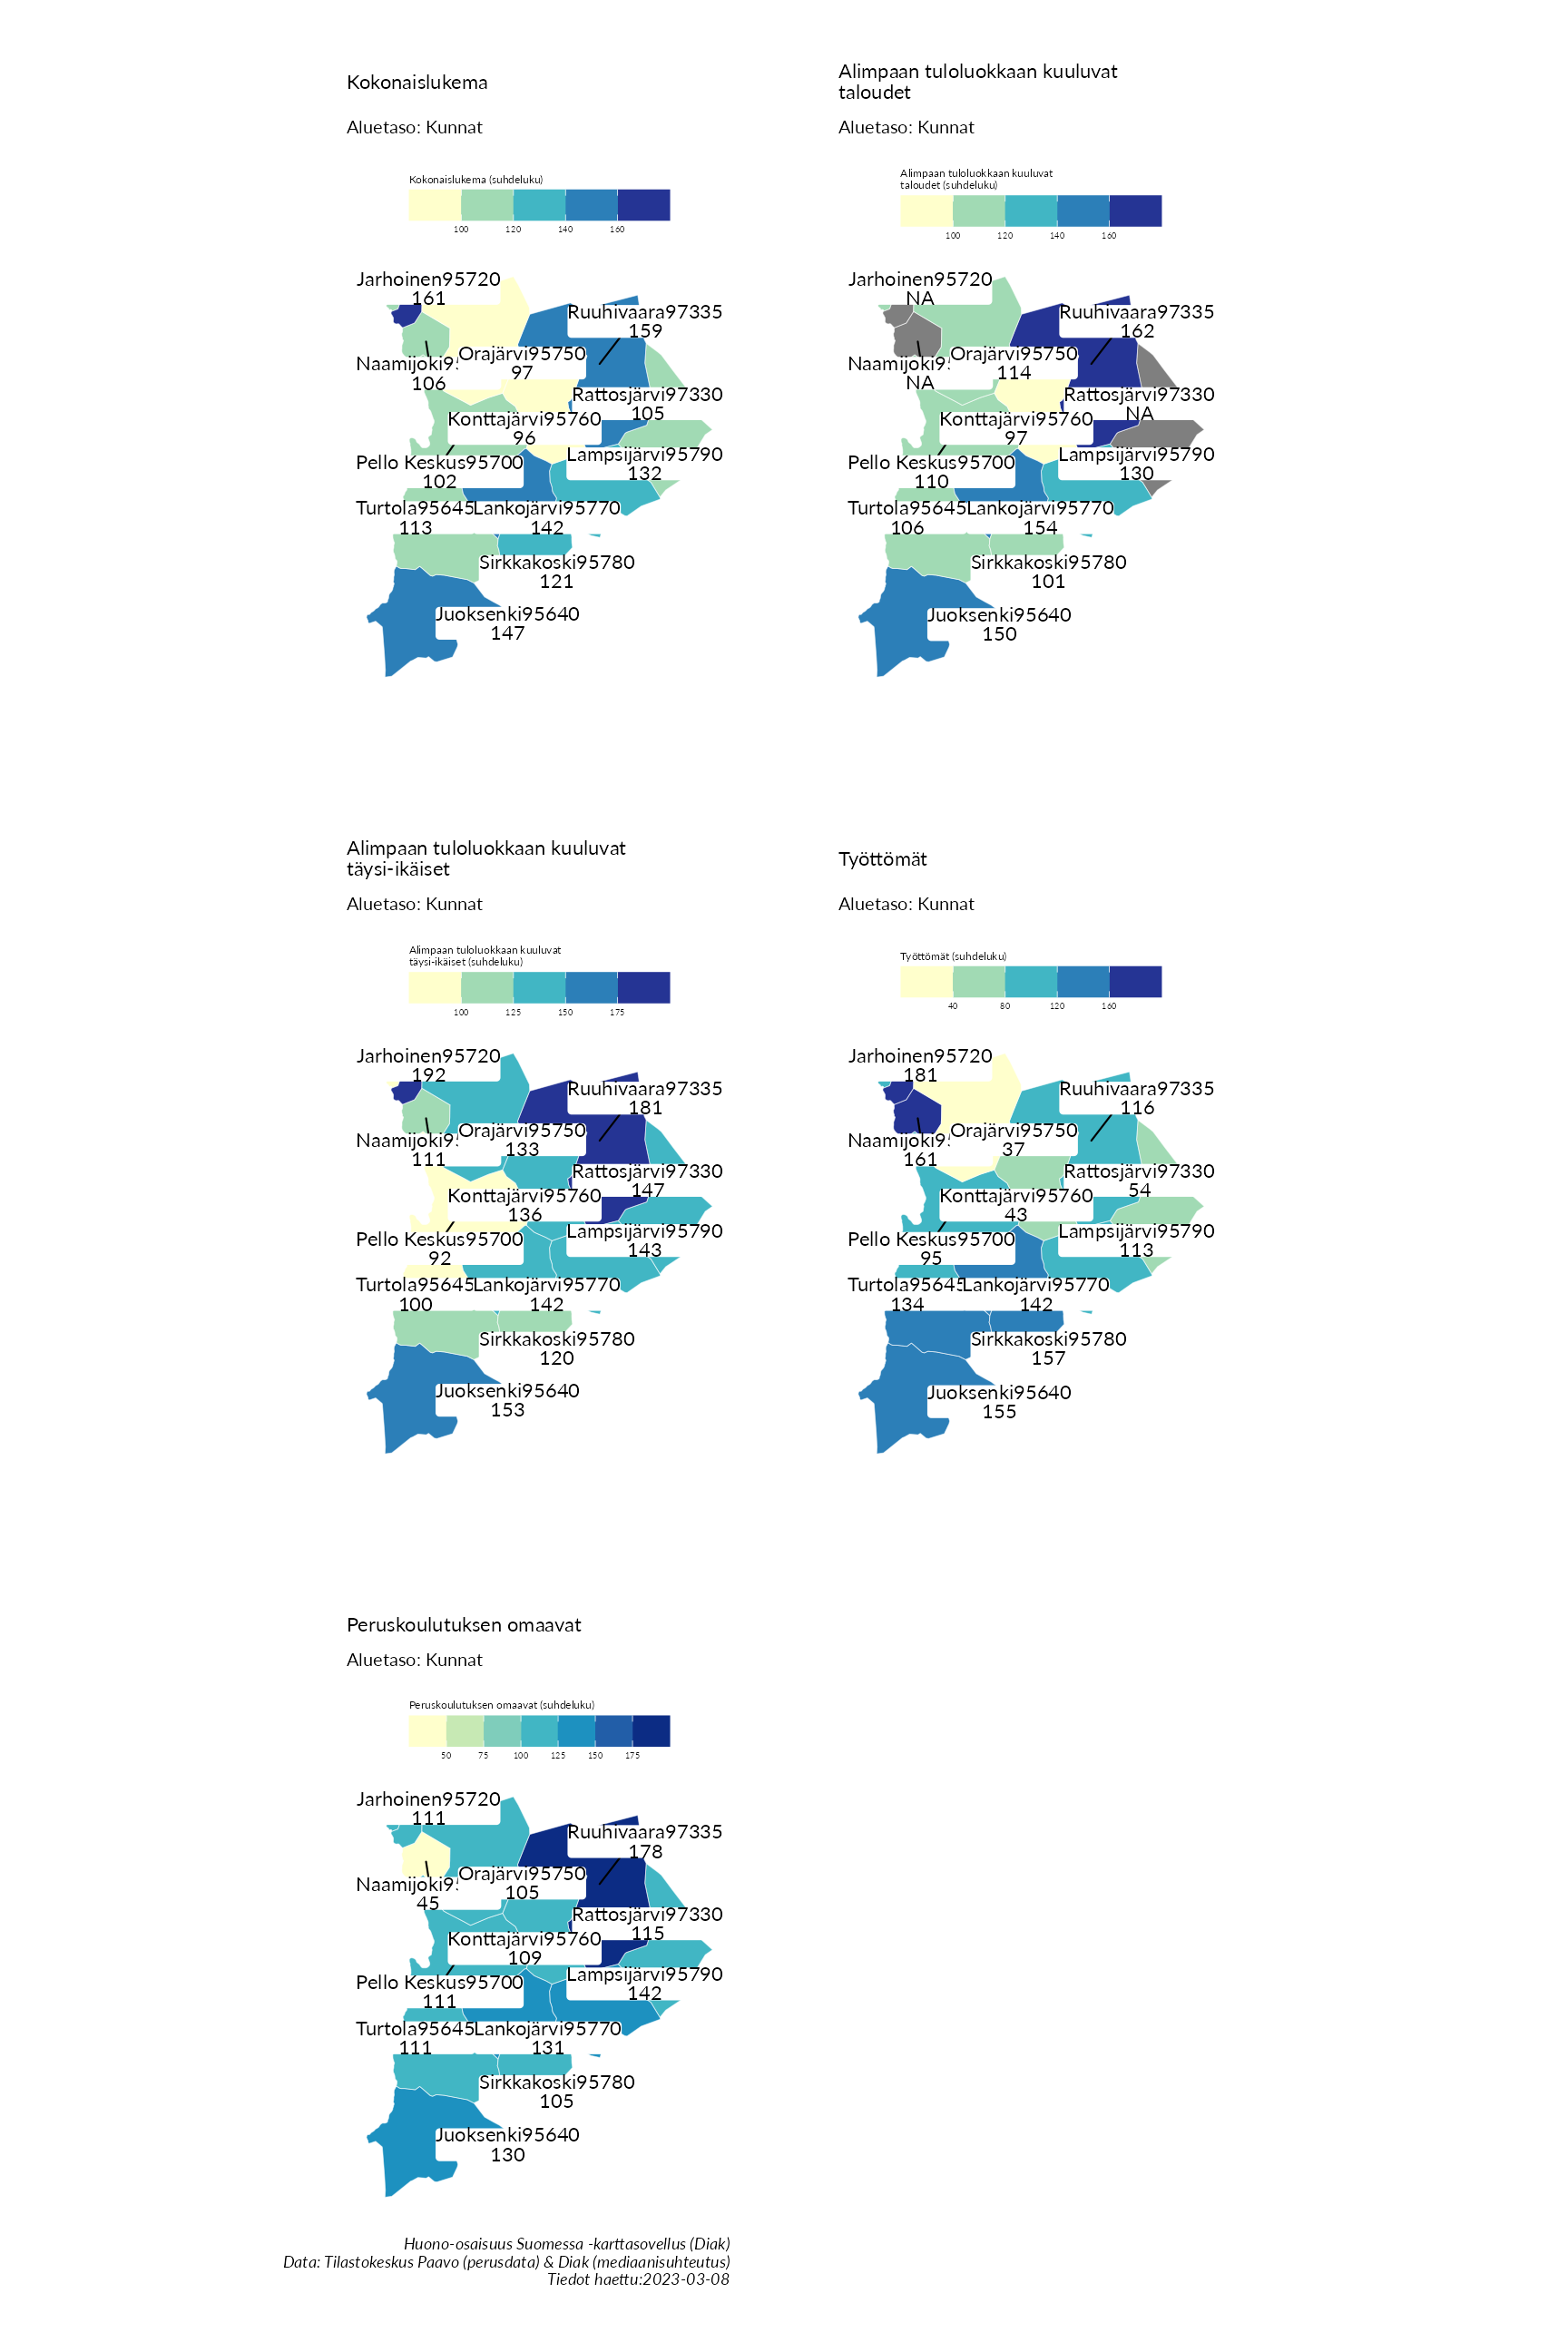 Kokonaislukema
Aluetaso: Kunnat
Kokonaislukema (suhdeluku)
100 120 140 160
Jarhoinen95720
161
Ruuhivaara97335
159
Naamijoki95
106
Orajärvi95750
97
Rattosjärvi97330
105
Konttajärvi95760
96
Pello Keskus95700
102
Lampsijärvi95790
132
Turtola95645
113
Lankojärvi95770
142
Sirkkakoski95780
121
Juoksenki95640
147
Alimpaan tuloluokkaan kuuluvat
taloudet
Aluetaso: Kunnat
Alimpaan tuloluokkaan kuuluvat
taloudet (suhdeluku)
100 120 140 160
Jarhoinen95720
NA
Ruuhivaara97335
162
Naamijoki95
NA
Orajärvi95750
114
Rattosjärvi97330
NA
Konttajärvi95760
97
Pello Keskus95700
110
Lampsijärvi95790
130
Turtola95645
106
Lankojärvi95770
154
Sirkkakoski95780
101
Juoksenki95640
150
Alimpaan tuloluokkaan kuuluvat
täysi-ikäiset
Aluetaso: Kunnat
Alimpaan tuloluokkaan kuuluvat
täysi-ikäiset (suhdeluku)
100 125 150 175
Jarhoinen95720
192
Ruuhivaara97335
181
Naamijoki95
111
Orajärvi95750
133
Rattosjärvi97330
147
Konttajärvi95760
136
Pello Keskus95700
92
Lampsijärvi95790
143
Turtola95645
100
Lankojärvi95770
142
Sirkkakoski95780
120
Juoksenki95640
153
Työttömät
Aluetaso: Kunnat
Työttömät (suhdeluku)
40 80 120 160
Jarhoinen95720
181
Ruuhivaara97335
116
Naamijoki95
161
Orajärvi95750
37
Rattosjärvi97330
54
Konttajärvi95760
43
Pello Keskus95700
95
Lampsijärvi95790
113
Turtola95645
134
Lankojärvi95770
142
Sirkkakoski95780
157
Juoksenki95640
155
Peruskoulutuksen omaavat
Aluetaso: Kunnat
Peruskoulutuksen omaavat (suhdeluku)
50 75 100 125 150 175
Jarhoinen95720
111
Ruuhivaara97335
178
Naamijoki95
45
Orajärvi95750
105
Rattosjärvi97330
115
Konttajärvi95760
109
Pello Keskus95700
111
Lampsijärvi95790
142
Turtola95645
111
Lankojärvi95770
131
Sirkkakoski95780
105
Juoksenki95640
130
Huono-osaisuus Suomessa -karttasovellus (Diak)
Data: Tilastokeskus Paavo (perusdata) & Diak (mediaanisuhteutus)
Tiedot haettu:2023-03-08